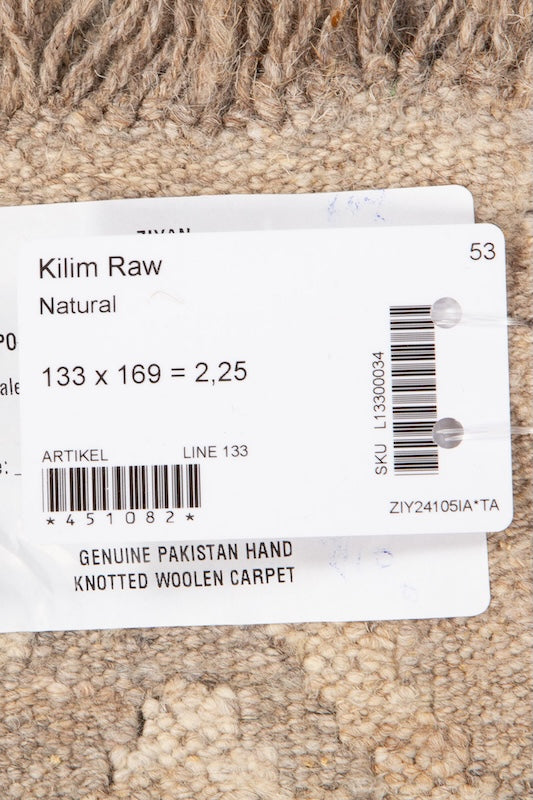 53
Kilim Raw
Natural
133 x 169 = 2,25
SKU L13300034
ARTIKEL LINE 133
*451082*
ZIY24105IA*TA
GENUINE PAKISTAN HAND
KNOTTED WOOLEN CARPET